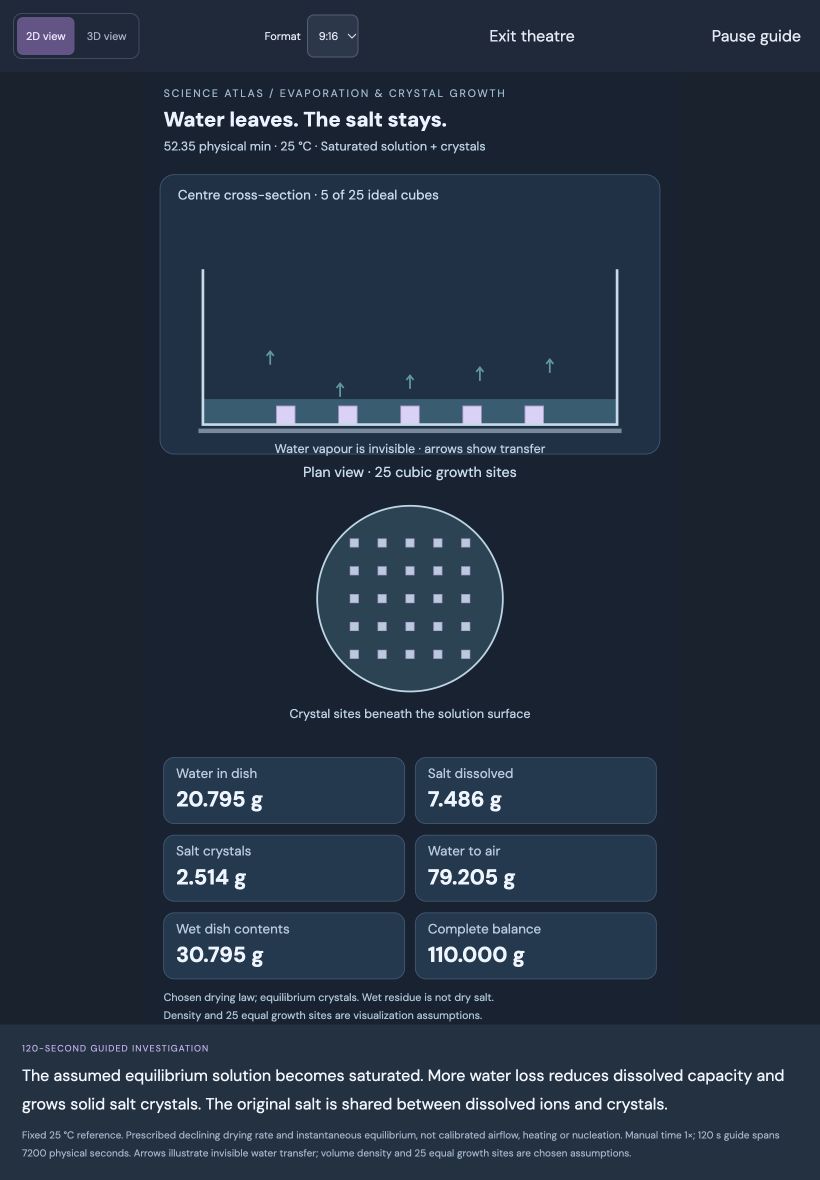 2D view
3D view
Format
9:16
Exit theatre
Pause guide
SCIENCE ATLAS / EVAPORATION & CRYSTAL GROWTH
Water leaves. The salt stays.
52.35 physical min · 25 °C · Saturated solution + crystals
Centre cross-section · 5 of 25 ideal cubes
Water vapour is invisible · arrows show transfer
Plan view · 25 cubic growth sites
Crystal sites beneath the solution surface
Water in dish
20.795 g
Salt dissolved
7.486 g
Salt crystals
2.514 g
Water to air
79.205 g
Wet dish contents
30.795 g
Complete balance
110.000 g
Chosen drying law; equilibrium crystals. Wet residue is not dry salt.
Density and 25 equal growth sites are visualization assumptions.
120-SECOND GUIDED INVESTIGATION
The assumed equilibrium solution becomes saturated. More water loss reduces dissolved capacity and
grows solid salt crystals. The original salt is shared between dissolved ions and crystals.
Fixed 25 °C reference. Prescribed declining drying rate and instantaneous equilibrium, not calibrated airflow, heating or nucleation. Manual time 1×; 120 s guide spans
7200 physical seconds. Arrows illustrate invisible water transfer; volume density and 25 equal growth sites are chosen assumptions.